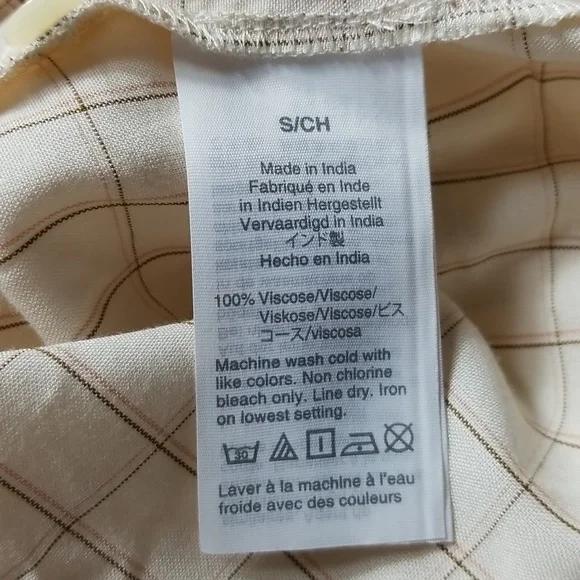 S/CH
Made in India
Fabriqué en Inde
in Indien Hergestellt
Vervaardigd in India
インド製
Hecho en India
100% Viscose/Viscose/
Viskose/Viscose/ビス
コース/viscosa
Machine wash cold with
like colors. Non chlorine
bleach only. Line dry. Iron
on lowest setting.
30
Laver à la machine à l'eau
froide avec des couleurs